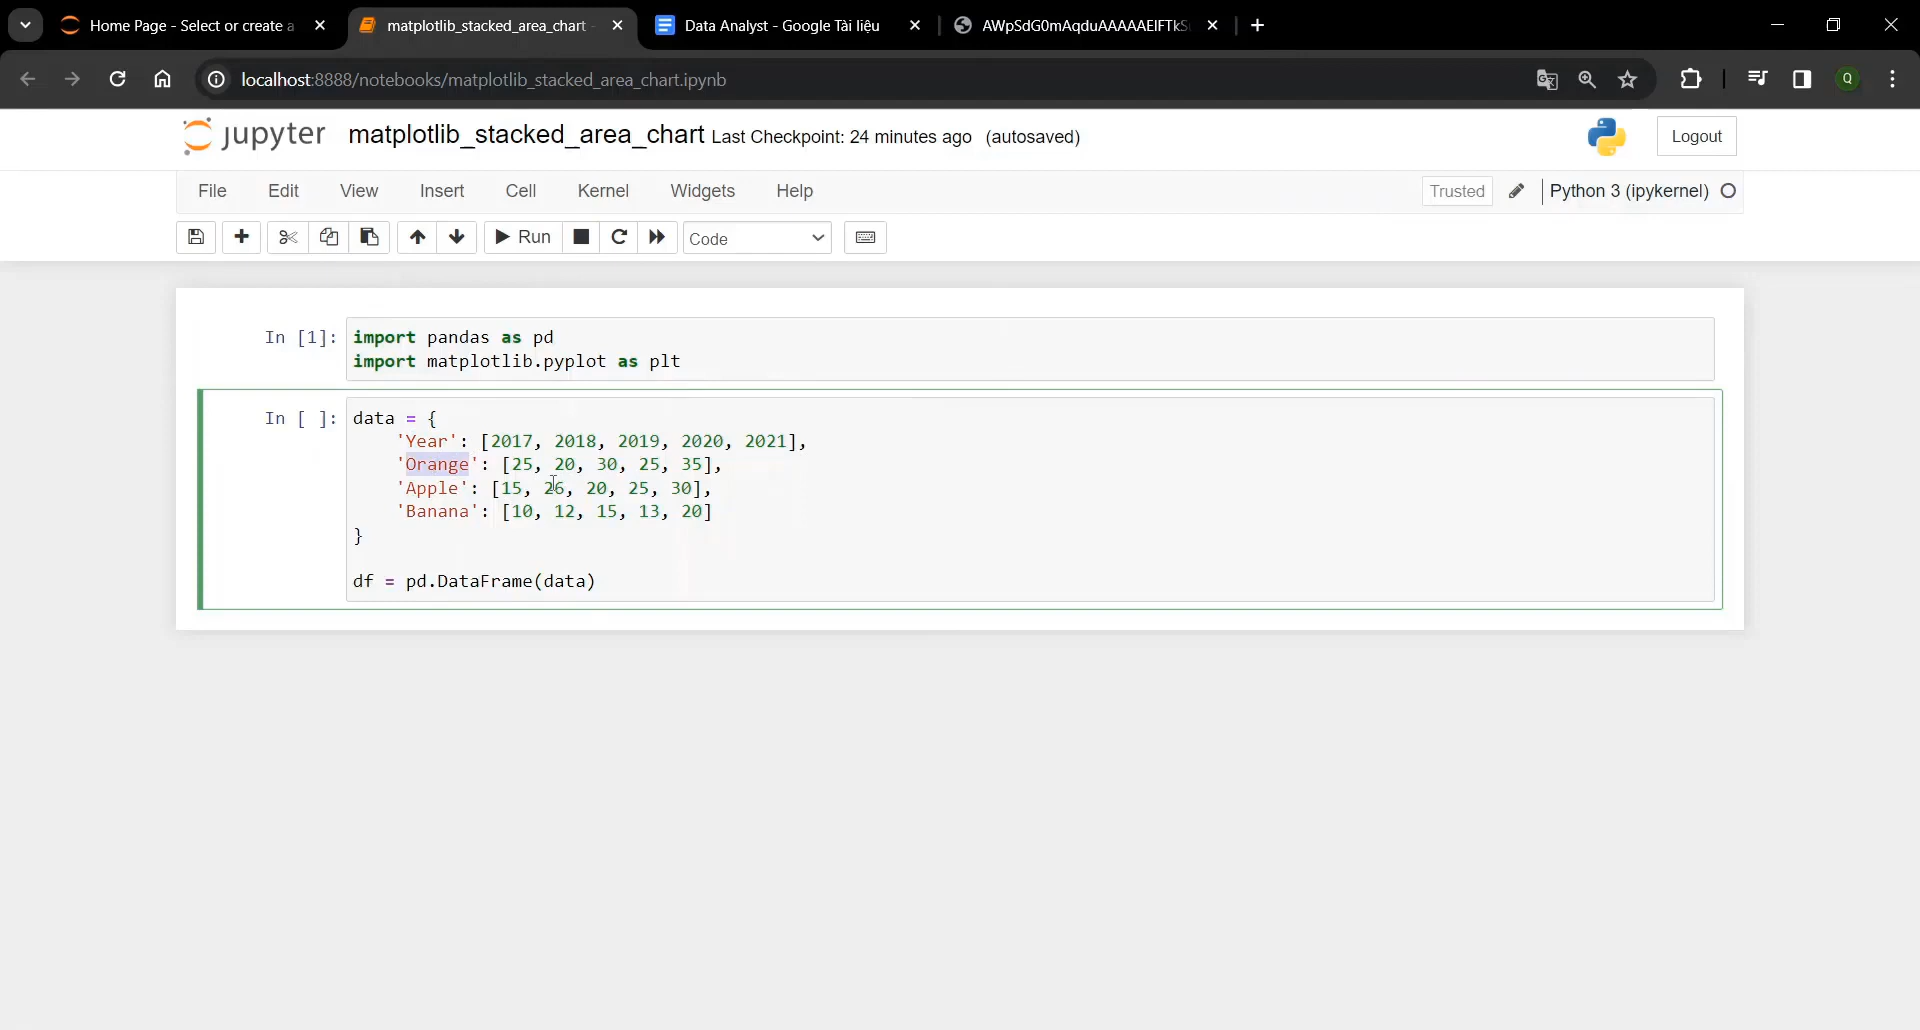 Home Page - Select or create a
matplotlib_stacked_area_chart -
Data Analyst - Google Tài liệu
localhost:8888/notebooks/matplotlib_stacked_area_chart.ipynb
Q
jupyter
matplotlib_stacked_area_chart Last Checkpoint: 24 minutes ago (autosaved)
Logout
File Edit View Insert Cell Kernel Widgets Help
Trusted
Python 3 (ipykernel)
Run
Code
In [1]:
import pandas as pd
import matplotlib.pyplot as plt
In [ ]:
data = {
'Year': [2017, 2018, 2019, 2020, 2021],
'Orange': [25, 20, 30, 25, 35],
'Apple': [15, 26, 20, 25, 30],
'Banana': [10, 12, 15, 13, 20]
}
df = pd.DataFrame(data)